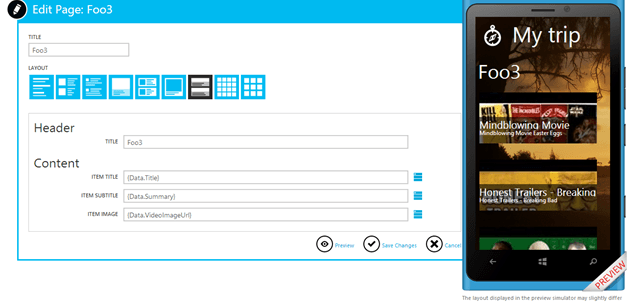 Edit Page: Foo3
TITLE
Foo3
LAYOUT
Header
TITLE
Foo3
Content
ITEM TITLE
{Data.Title}
ITEM SUBTITLE
{Data.Summary}
ITEM IMAGE
{Data.VideoImageUrl}
Preview
Save Changes
Cancel
My trip
Foo3
THE INCREDIBLES
Mindblowing Movie
Mindblowing Movie Easter Eggs
Honest Trailers - Breaking
Honest Trailers - Breaking Bad
PREVIEW
The layout displayed in the preview simulator may slightly differ